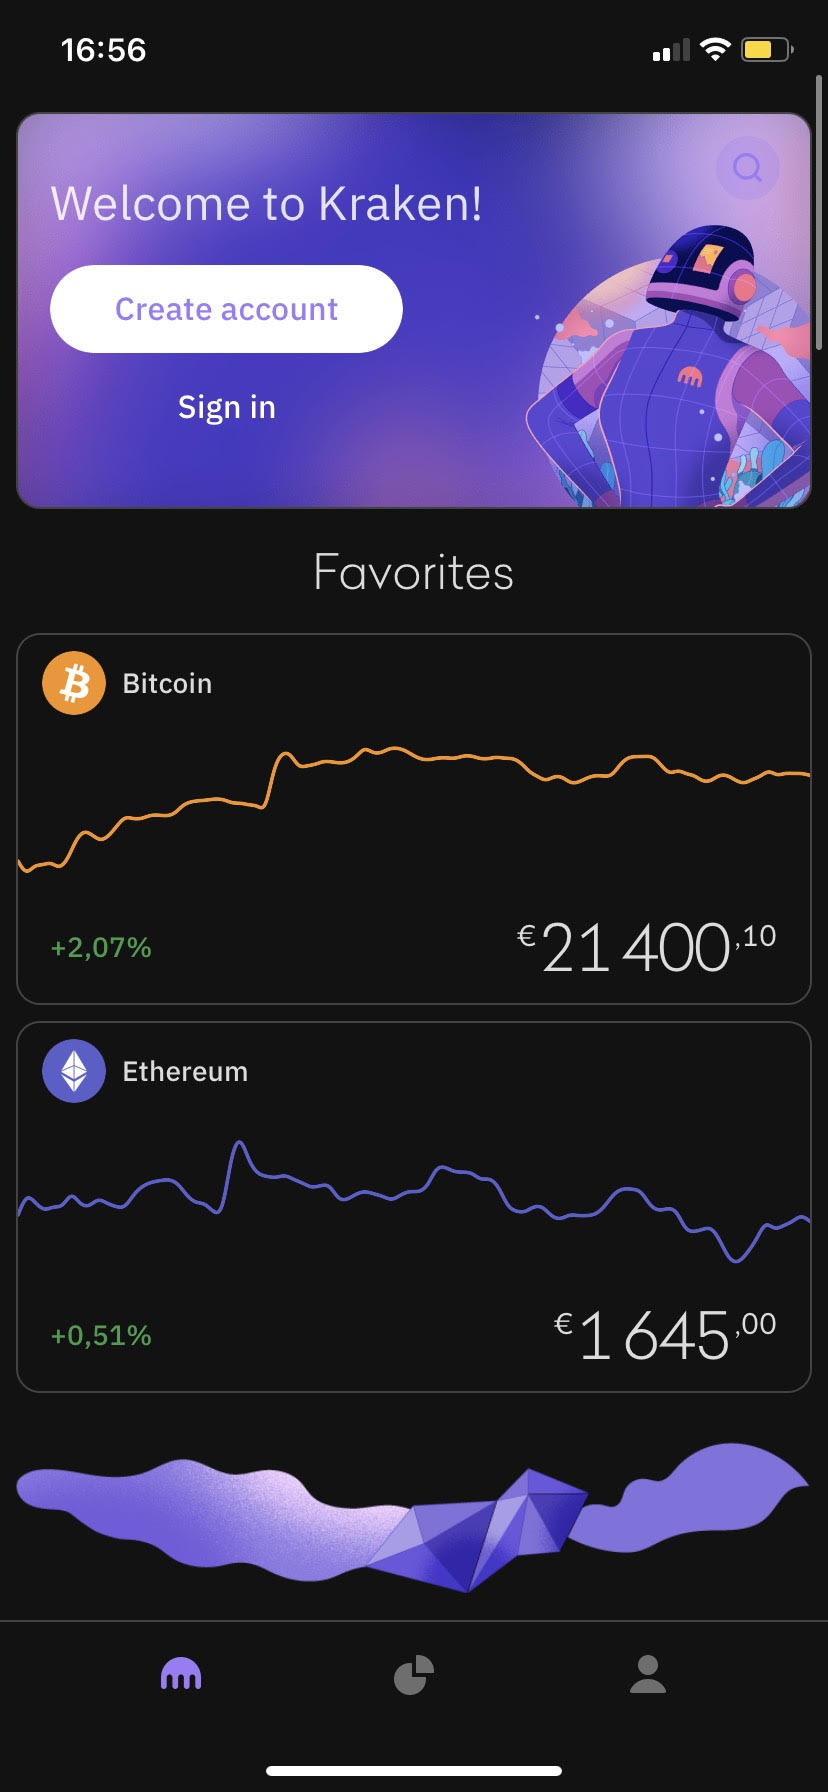 16:56
Welcome to Kraken!
Create account
Sign in
Favorites
Bitcoin
+2,07%
€21 400,10
Ethereum
+0,51%
€1 645,00